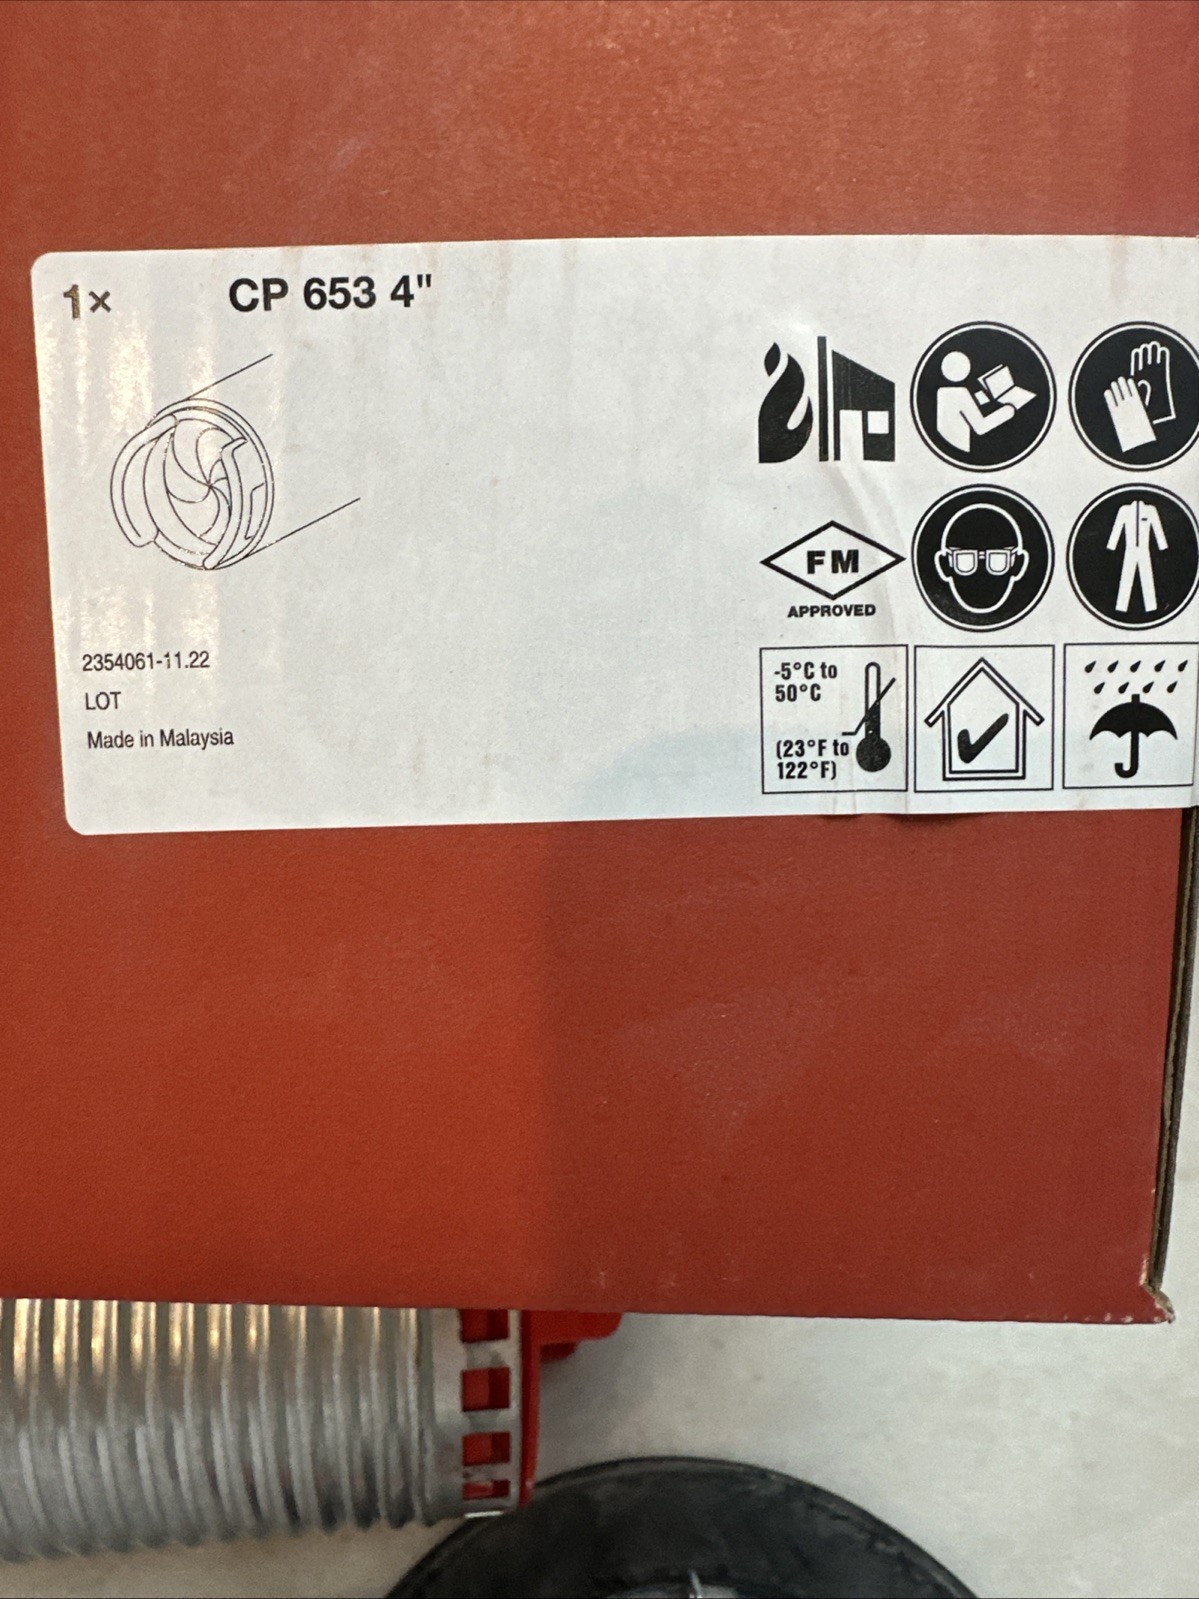 1× CP 653 4"
FM
APPROVED
2354061-11.22
LOT
Made in Malaysia
-5°C to
50°C
(23°F to
122°F)